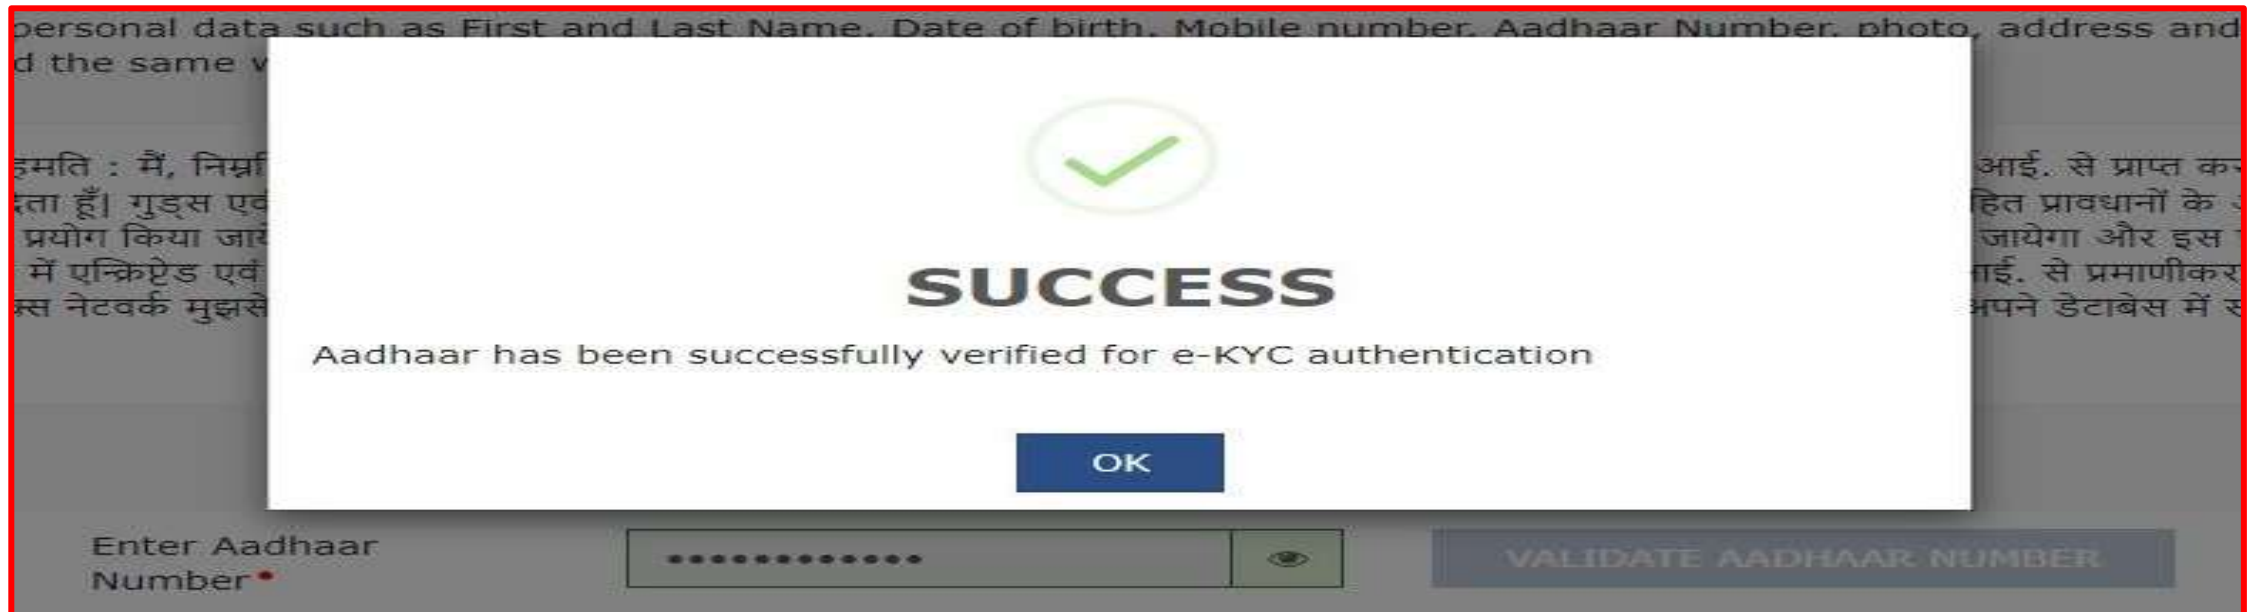 personal data such as First and Last Name, Date of birth, Mobile number, Aadhaar Number, photo, address and
d the same
हमति : मैं, आई. से प्राप्त
हूँ। गुड्स एवं हित प्रावधानों के
प्रयोग किया जाये जायेगा और इस
में एन्क्रिप्टेड एवं आई. से
नेटवर्क मुझसे अपने डेटाबेस में
SUCCESS
Aadhaar has been successfully verified for e-KYC authentication
OK
Enter Aadhaar
Number•
•••••••••••• VALIDATE AADHAAR NUMBER